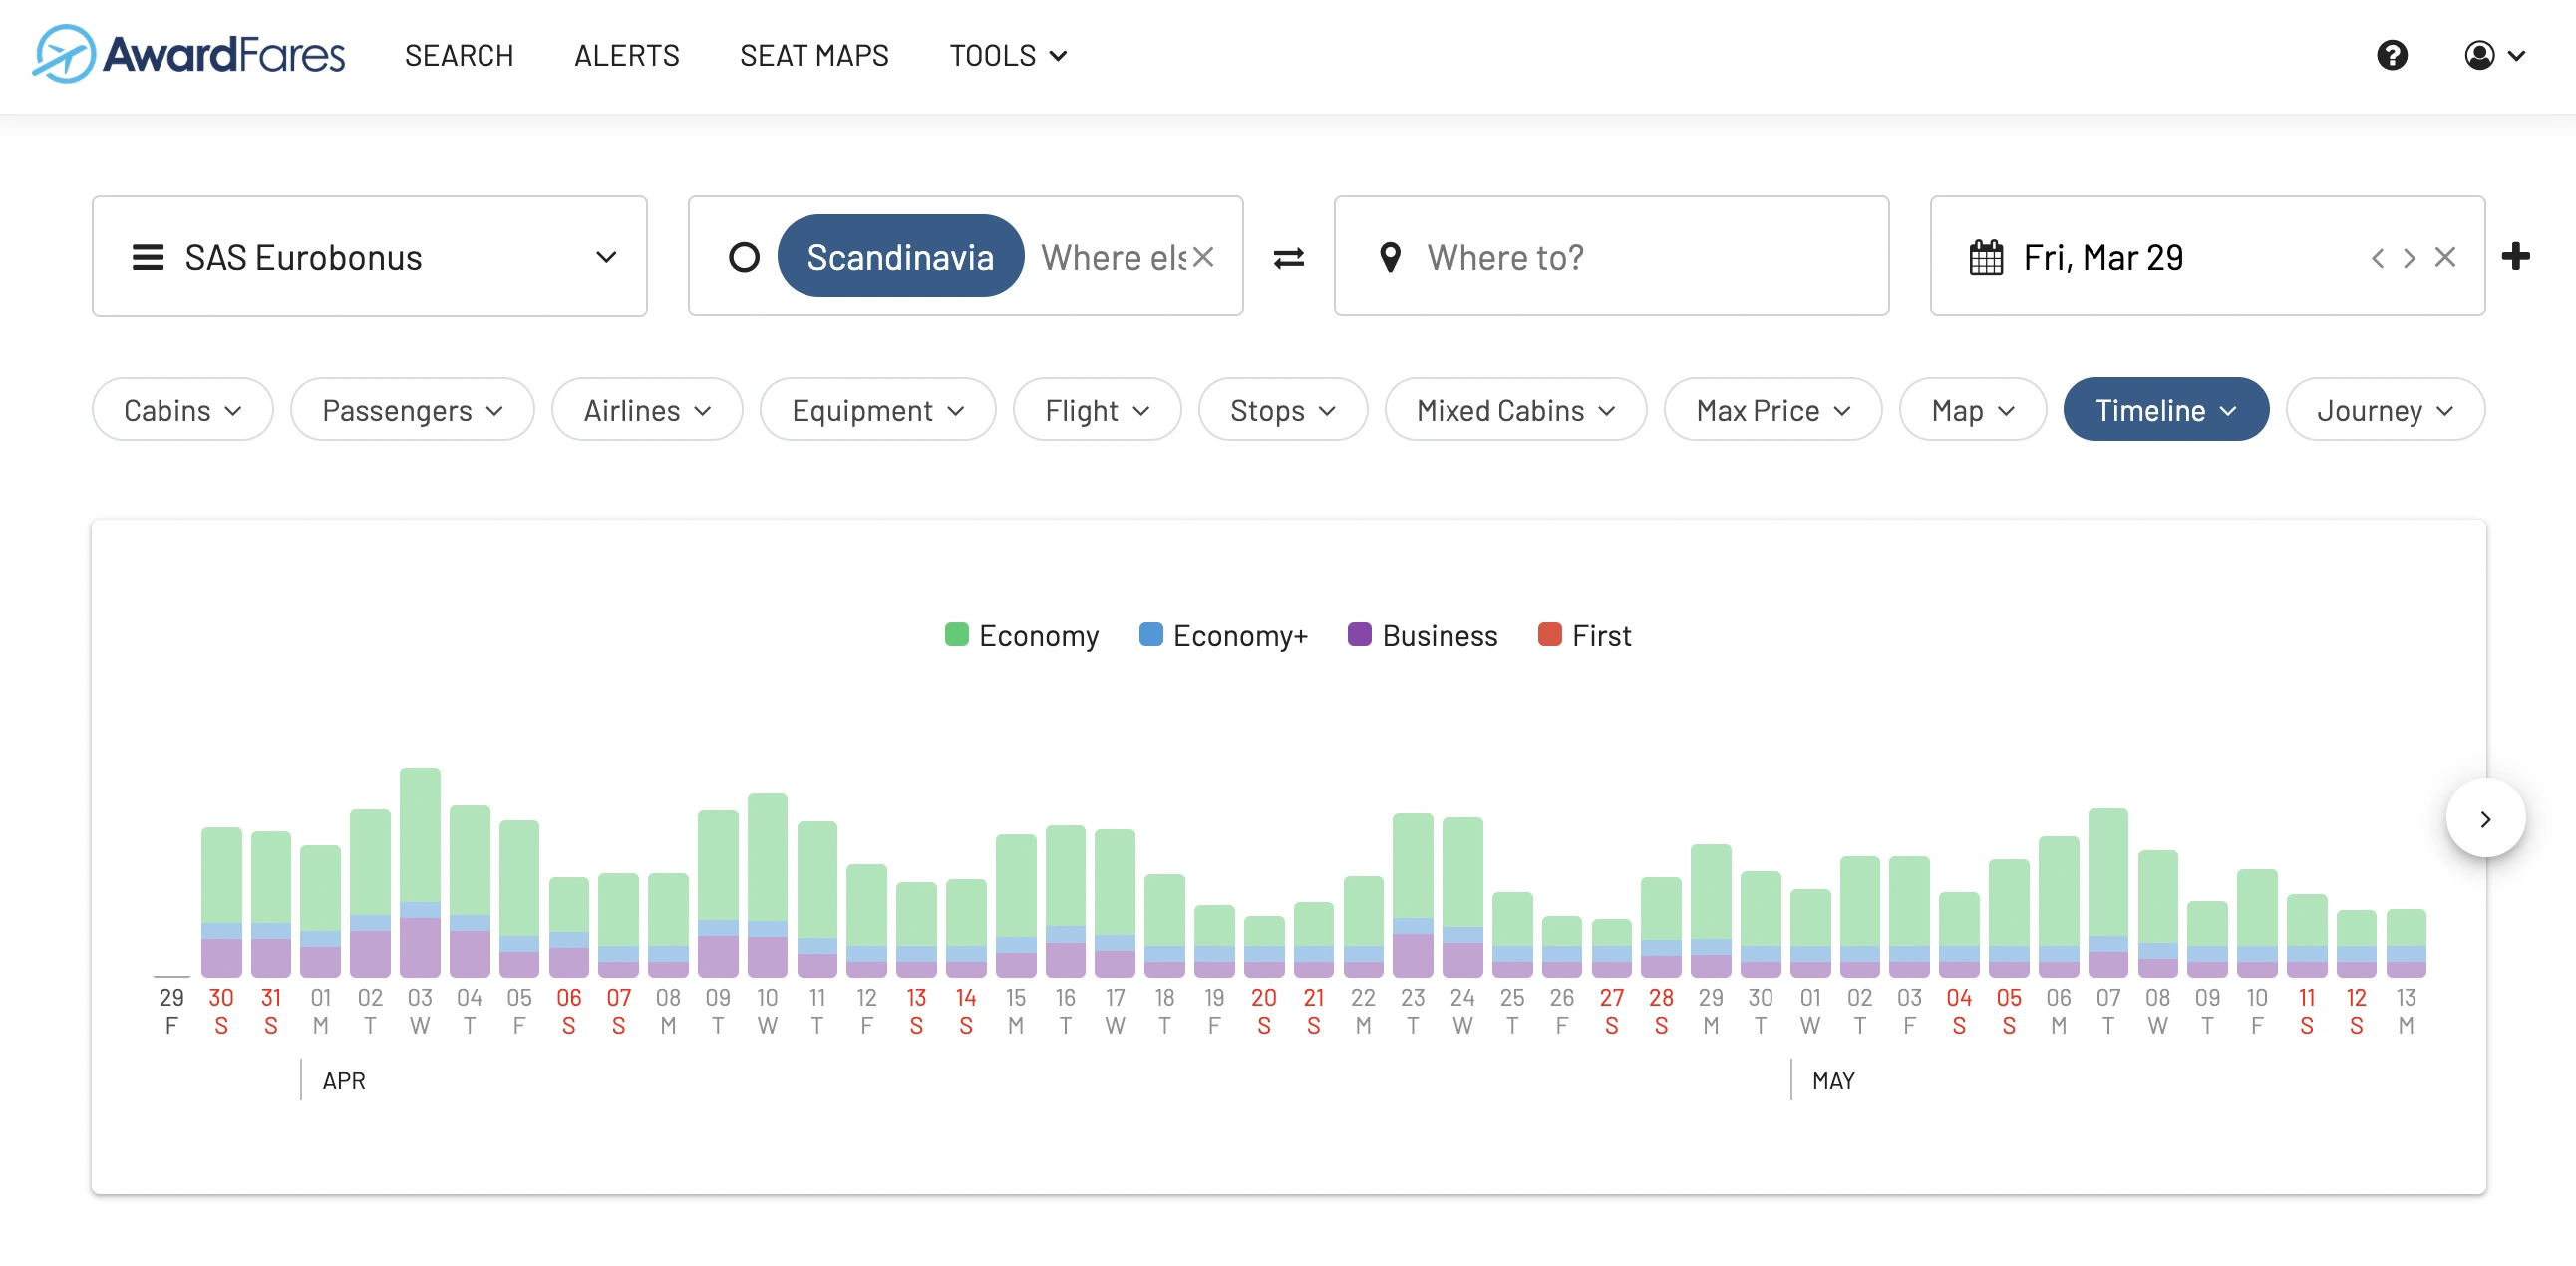 AwardFares SEARCH ALERTS SEAT MAPS TOOLS
SAS Eurobonus Scandinavia Where els Where to? Fri, Mar 29
Cabins Passengers Airlines Equipment Flight Stops Mixed Cabins Max Price Map Timeline Journey
Economy Economy+ Business First
29 30 31 01 02 03 04 05 06 07 08 09 10 11 12 13 14 15 16 17 18 19 20 21 22 23 24 25 26 27 28 29 30 01 02 03 04 05 06 07 08 09 10 11 12 13
F S S M T W T F S S M T W T F S S M T W T F S S M T W T F S S M T W T F S S M T W T F S S M
APR MAY